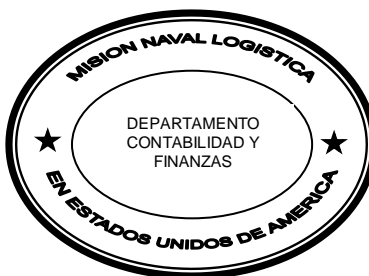 MISION NAVAL LOGISTICA
DEPARTAMENTO
CONTABILIDAD Y
FINANZAS
EN ESTADOS UNIDOS DE AMERICA